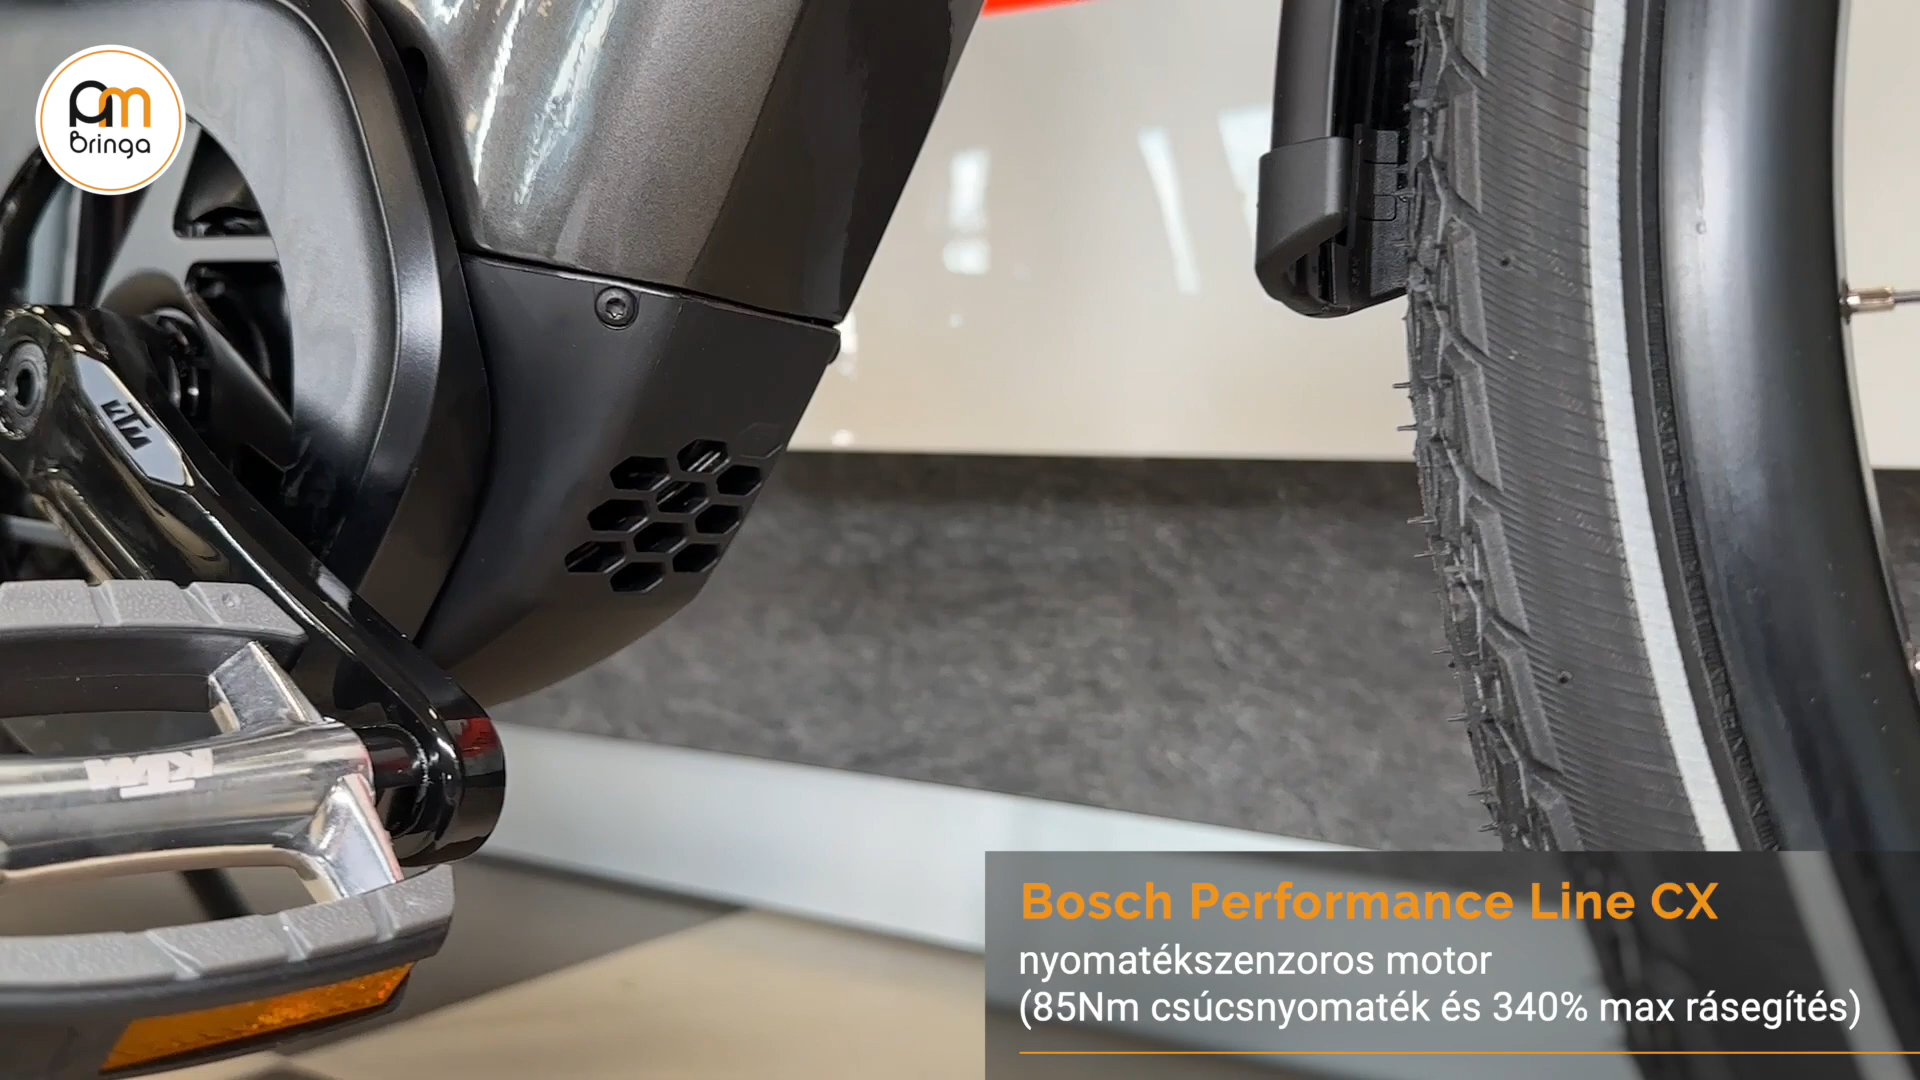 am
Bringa
KTM
KTM
Bosch Performance Line CX
nyomatékszenzoros motor
(85Nm csúcsnyomaték és 340% max rásegítés)